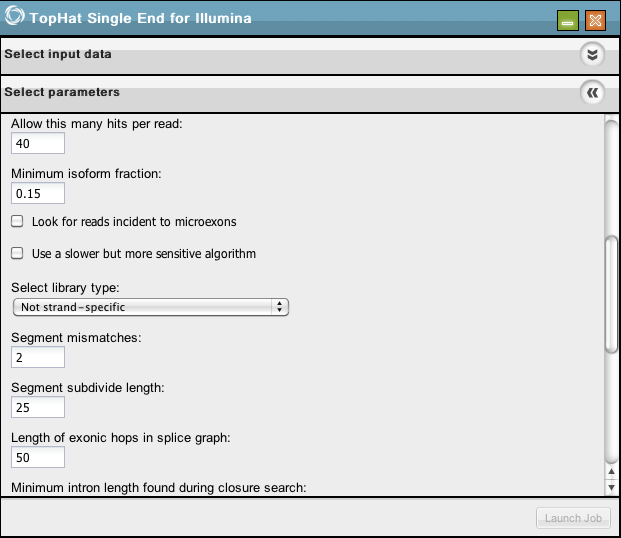 TopHat Single End for Illumina
Select input data
Select parameters
Allow this many hits per read:
40
Minimum isoform fraction:
0.15
Look for reads incident to microexons
Use a slower but more sensitive algorithm
Select library type:
Not strand-specific
Segment mismatches:
2
Segment subdivide length:
25
Length of exonic hops in splice graph:
50
Minimum intron length found during closure search:
Launch Job